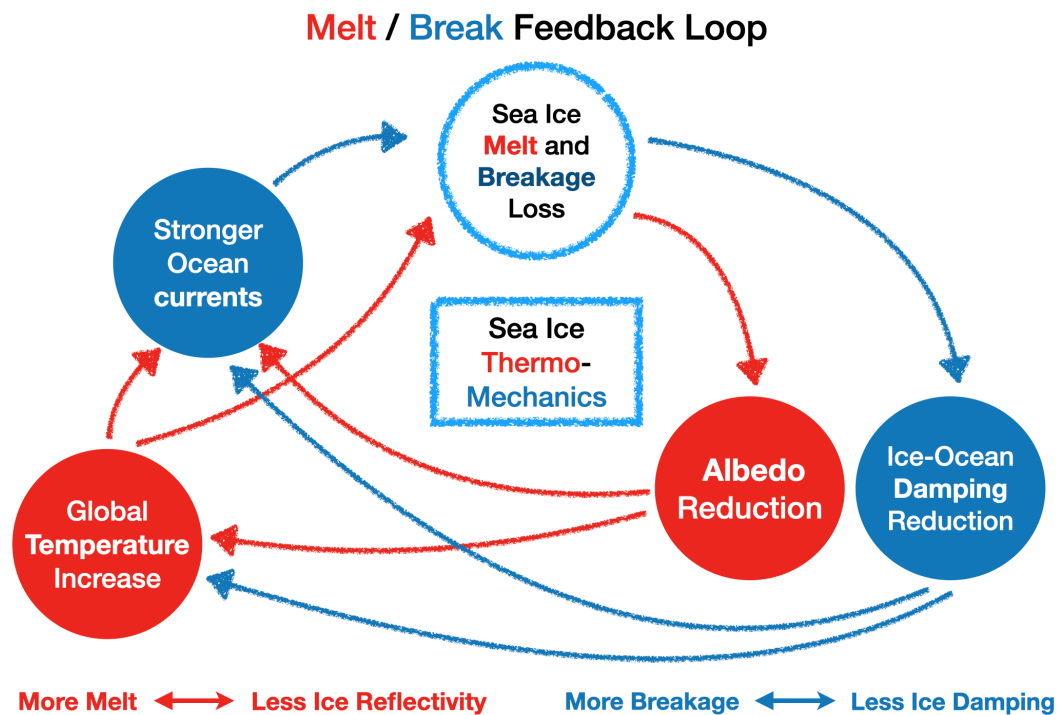 Melt / Break Feedback Loop
Sea Ice
Melt and
Breakage
Loss
Stronger
Ocean
currents
Sea Ice
Thermo-
Mechanics
Albedo
Reduction
Ice-Ocean
Damping
Reduction
Global
Temperature
Increase
More Melt
Less Ice Reflectivity
More Breakage
Less Ice Damping